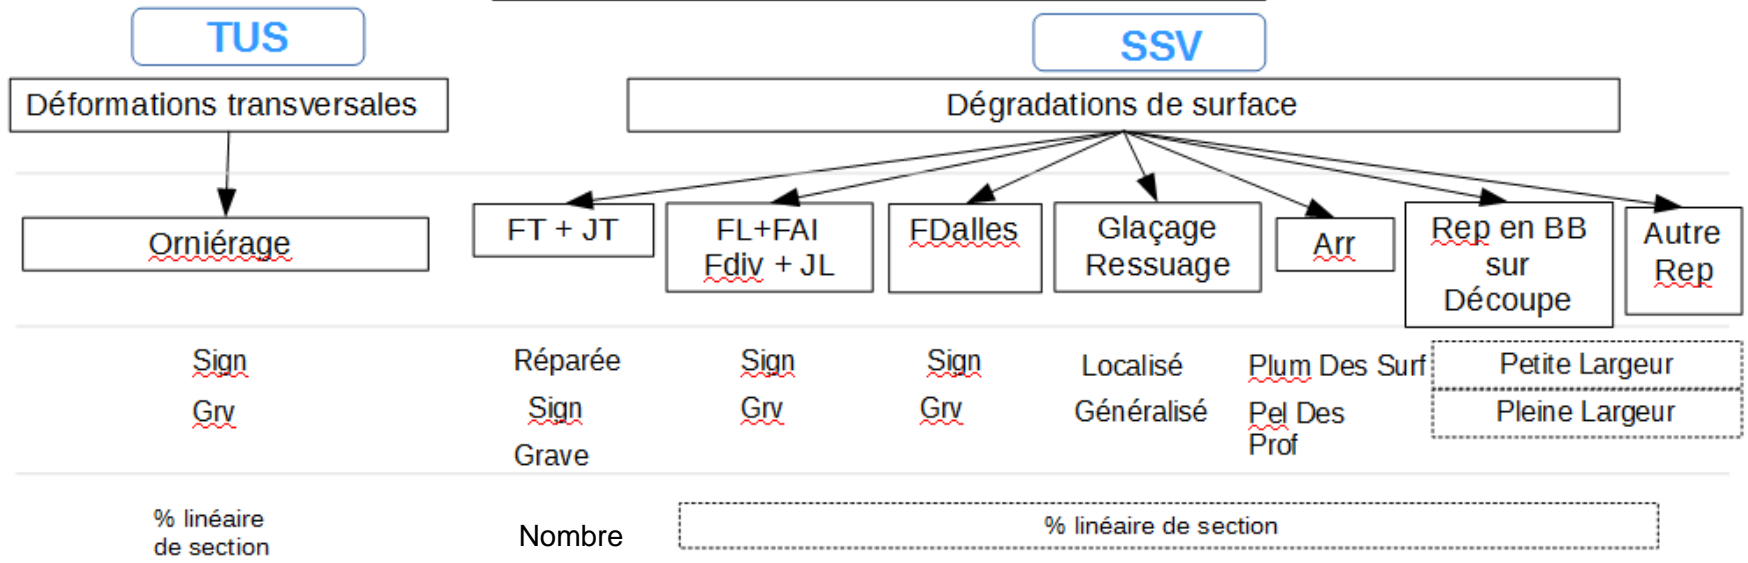 TUS
SSV
Déformations transversales
Dégradations de surface
Orniérage
FT + JT
FL+FAI
Fdiv + JL
FDalles
Glaçage
Ressuage
Arr
Rep en BB
sur
Découpe
Autre
Rep
Sign
Grv
Réparée
Sign
Grave
Sign
Grv
Sign
Grv
Localisé
Généralisé
Plum Des Surf
Pel Des
Prof
Petite Largeur
Pleine Largeur
% linéaire
de section
Nombre
% linéaire de section